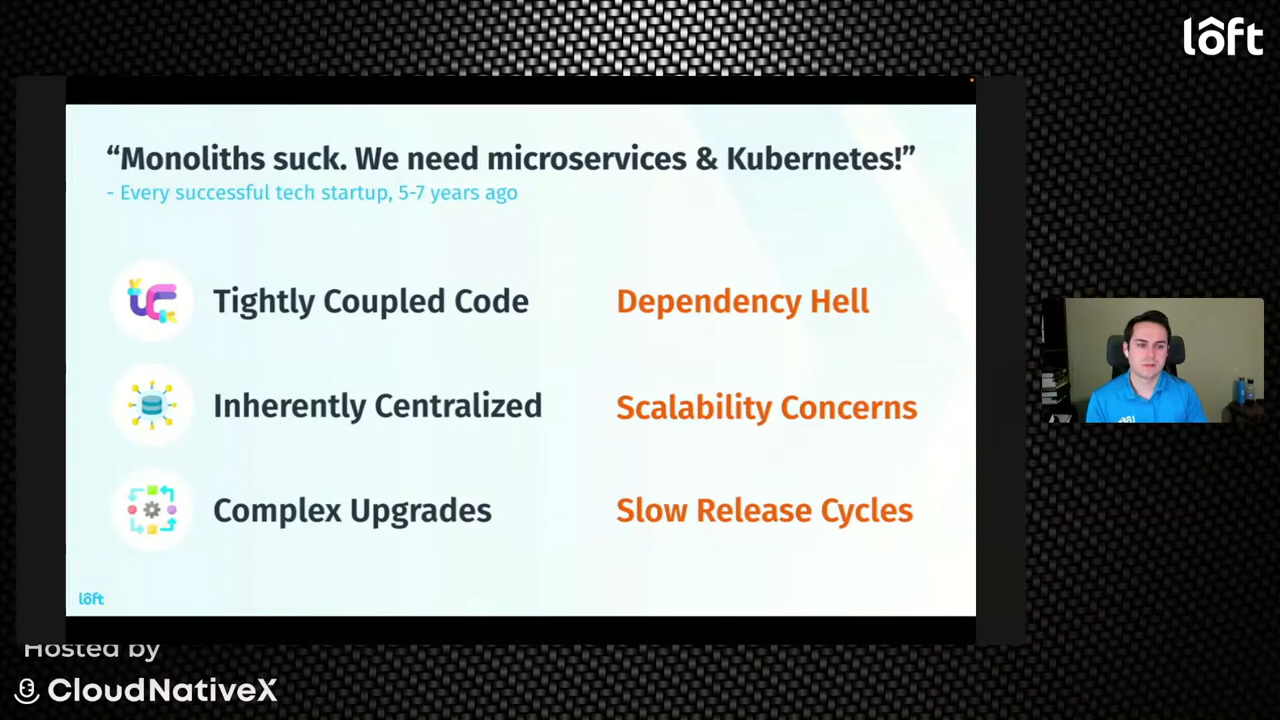 lôft
“Monoliths suck. We need microservices & Kubernetes!”
- Every successful tech startup, 5-7 years ago
Tightly Coupled Code
Dependency Hell
Inherently Centralized
Scalability Concerns
Complex Upgrades
Slow Release Cycles
lôft
Hosted by
CloudNativeX